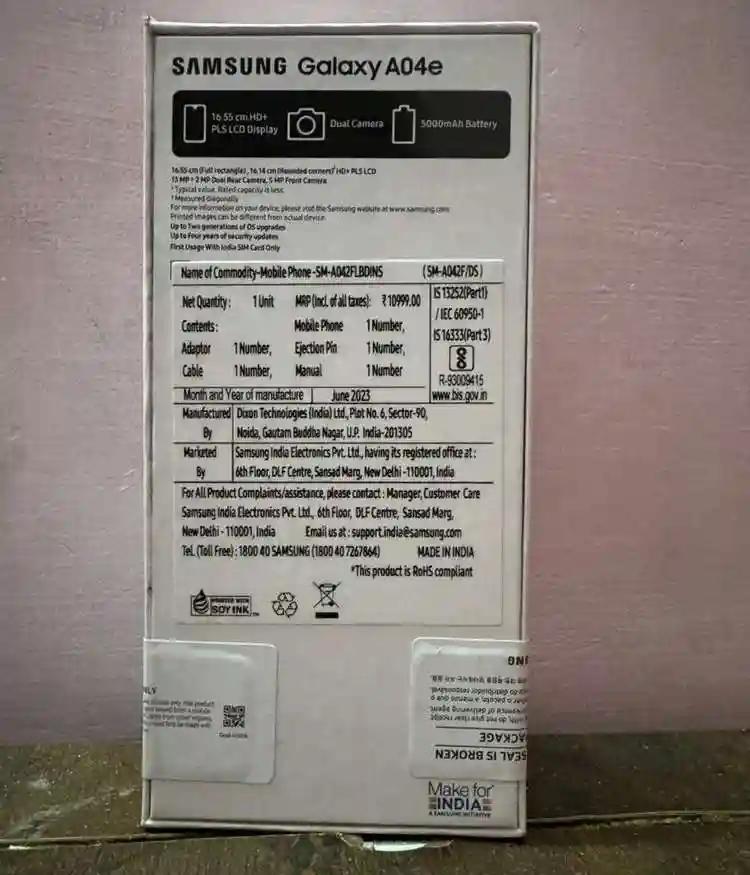 SAMSUNG Galaxy A04e
16.55 cm HD+
PLS LCD Display
Dual Camera
5000mAh Battery
16.55 cm (Full rectangle), 16.14 cm (Rounded corners)² HD+ PLS LCD
13 MP + 2 MP Dual Rear Camera, 5 MP Front Camera
¹ Typical value. Rated capacity is less.
² Measured diagonally
For more information on your device, please visit the Samsung website at www.samsung.com
Printed images can be different from actual device
Up to Two generations of OS upgrades
Up to Four years of security updates
First Usage With India SIM Card Only
Name of Commodity-Mobile Phone -SM-A042FLBDINS (SM-A042F/DS)
Net Quantity: 1 Unit MRP (Incl. of all taxes): ₹10999.00
Contents: Mobile Phone 1 Number,
Adaptor 1 Number, Ejection Pin 1 Number,
Cable 1 Number, Manual 1 Number
IS 13252(Part1)
/ IEC 60950-1
IS 16333(Part 3)
R-93009415
www.bis.gov.in
Month and Year of manufacture June 2023
Manufactured By Dixon Technologies (India) Ltd., Plot No. 6, Sector-90,
Noida, Gautam Buddha Nagar, U.P. India-201305
Marketed By Samsung India Electronics Pvt. Ltd., having its registered office at :
6th Floor, DLF Centre, Sansad Marg, New Delhi -110001, India
For All Product Complaints/assistance, please contact : Manager, Customer Care
Samsung India Electronics Pvt. Ltd., 6th Floor, DLF Centre, Sansad Marg,
New Delhi - 110001, India Email us at : support.india@samsung.com
Tel. (Toll Free) : 1800 40 SAMSUNG (1800 40 7267864) MADE IN INDIA
*This product is RoHS compliant
PRINTED WITH
SOY INK™
NLY
SEAL IS BROKEN
PACKAGE
Make for
INDIA
A SAMSUNG INITIATIVE